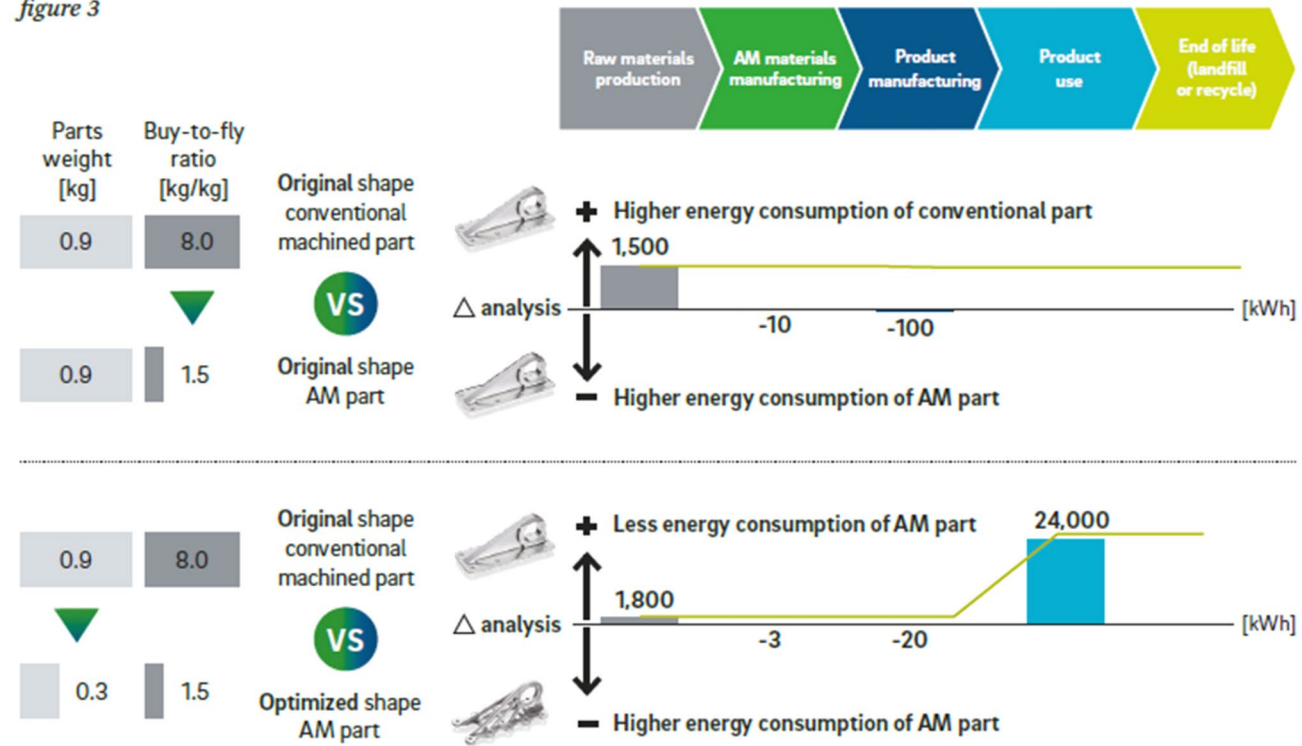 figure 3
Raw materials
production
AM materials
manufacturing
Product
manufacturing
Product
use
End of life
(landfill
or recycle)
Parts
weight
[kg]
Buy-to-fly
ratio
[kg/kg]
0.9
8.0
Original shape
conventional
machined part
+ Higher energy consumption of conventional part
1,500
VS
△ analysis
-10
-100
[kWh]
0.9
1.5
Original shape
AM part
− Higher energy consumption of AM part
0.9
8.0
Original shape
conventional
machined part
+ Less energy consumption of AM part
24,000
1,800
VS
△ analysis
-3
-20
[kWh]
0.3
1.5
Optimized shape
AM part
− Higher energy consumption of AM part